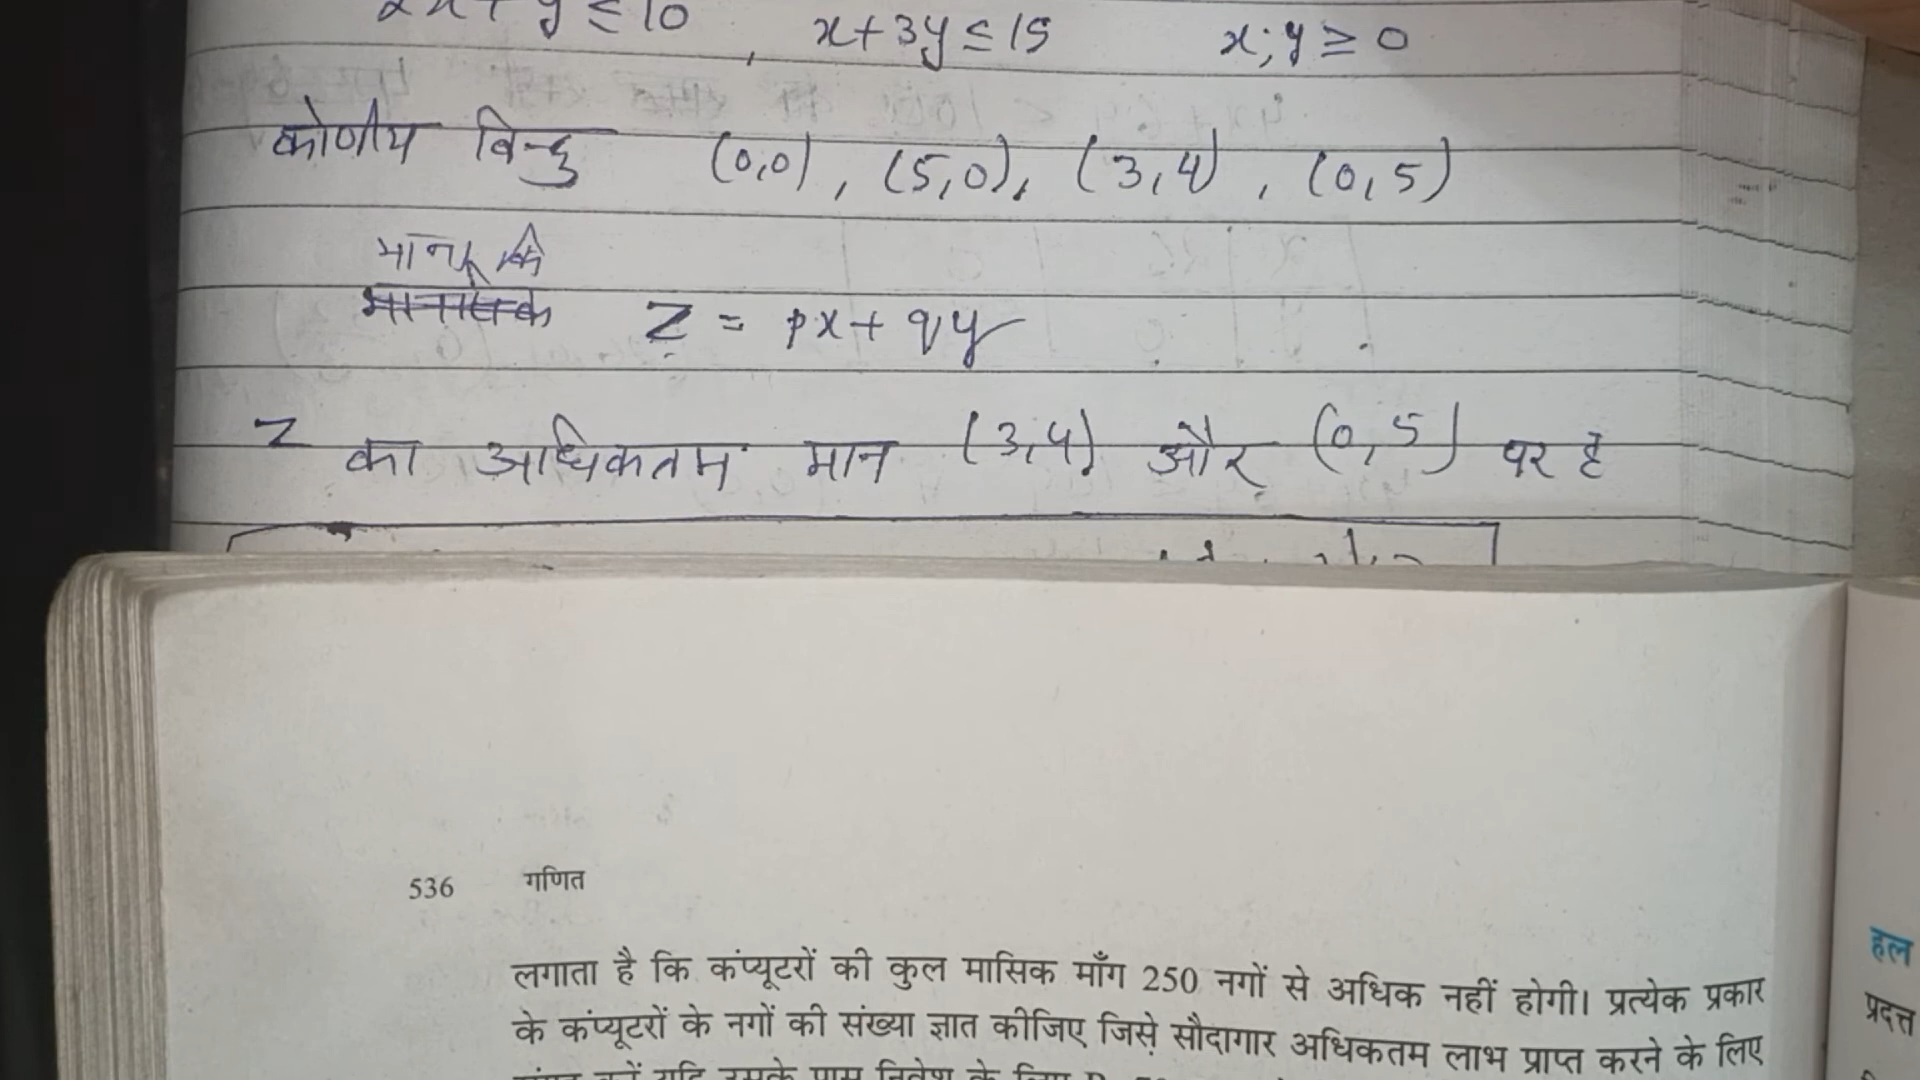 2x + y ≤ 10 , x + 3y ≤ 15 x; y ≥ 0
कोणीय बिन्दु (0,0), (5,0), (3,4), (0,5)
माना कि
Z = px + qy
Z का अधिकतम मान (3,4) और (0,5) पर है
536 गणित
लगाता है कि कंप्यूटरों की कुल मासिक माँग 250 नगों से अधिक नहीं होगी। प्रत्येक प्रकार
के कंप्यूटरों के नगों की संख्या ज्ञात कीजिए जिसे सौदागार अधिकतम लाभ प्राप्त करने के लिए
हल
प्रदत्त